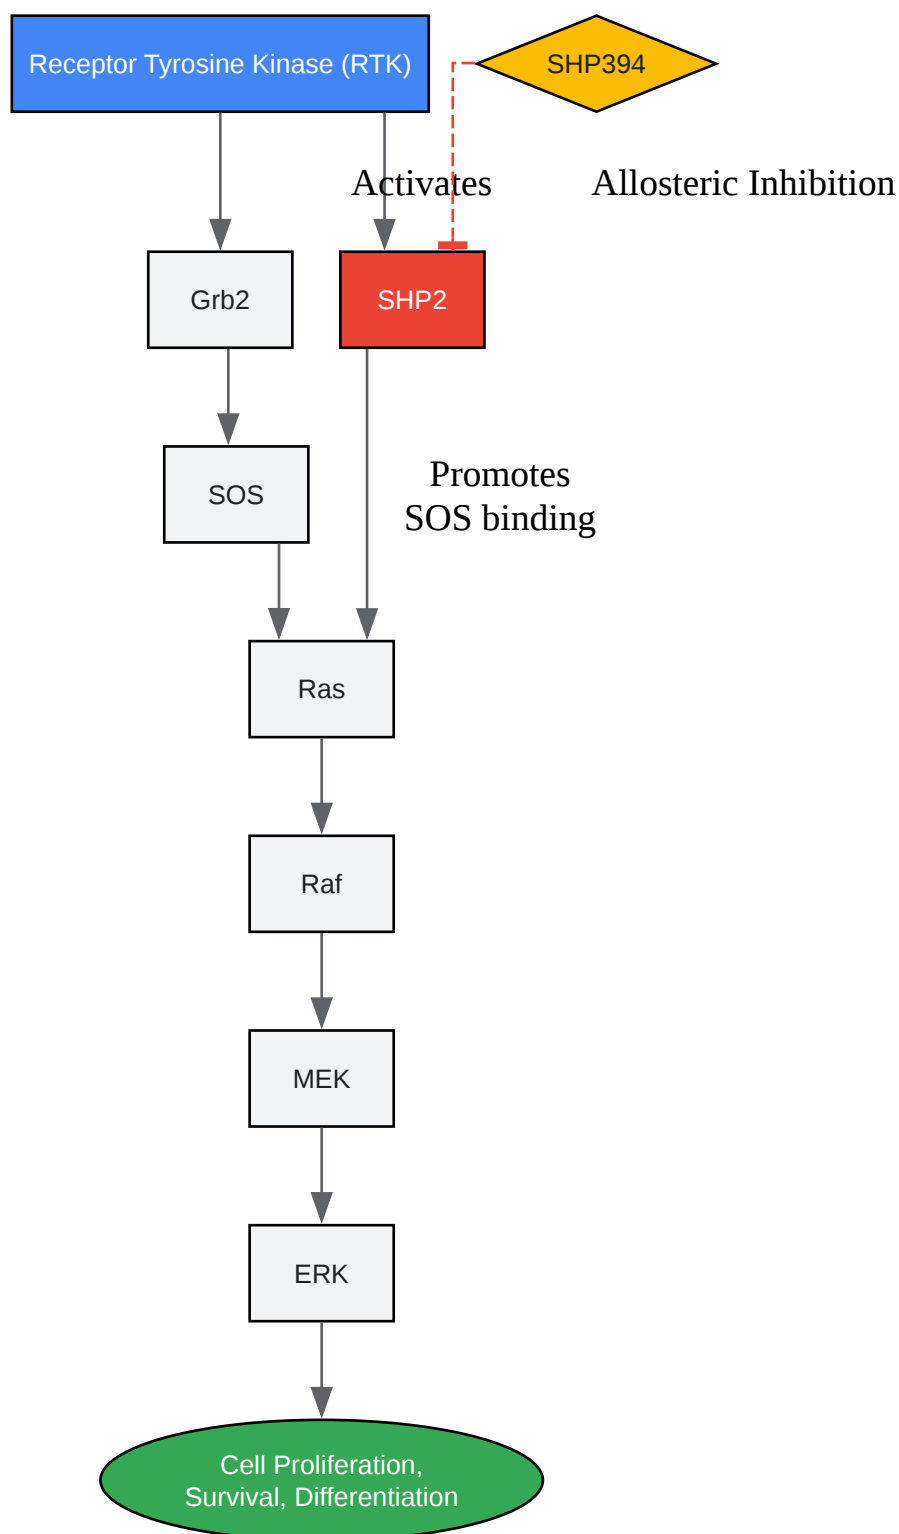 Receptor Tyrosine Kinase (RTK)
SHP394
Activates
Allosteric Inhibition
Grb2
SHP2
Promotes
SOS binding
SOS
Ras
Raf
MEK
ERK
Cell Proliferation,
Survival, Differentiation